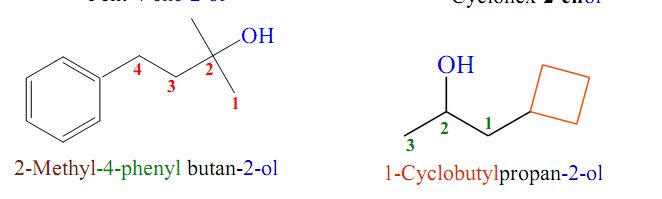 OH
4
3
2
1
2-Methyl-4-phenyl butan-2-ol
OH
3
2
1
1-Cyclobutylpropan-2-ol